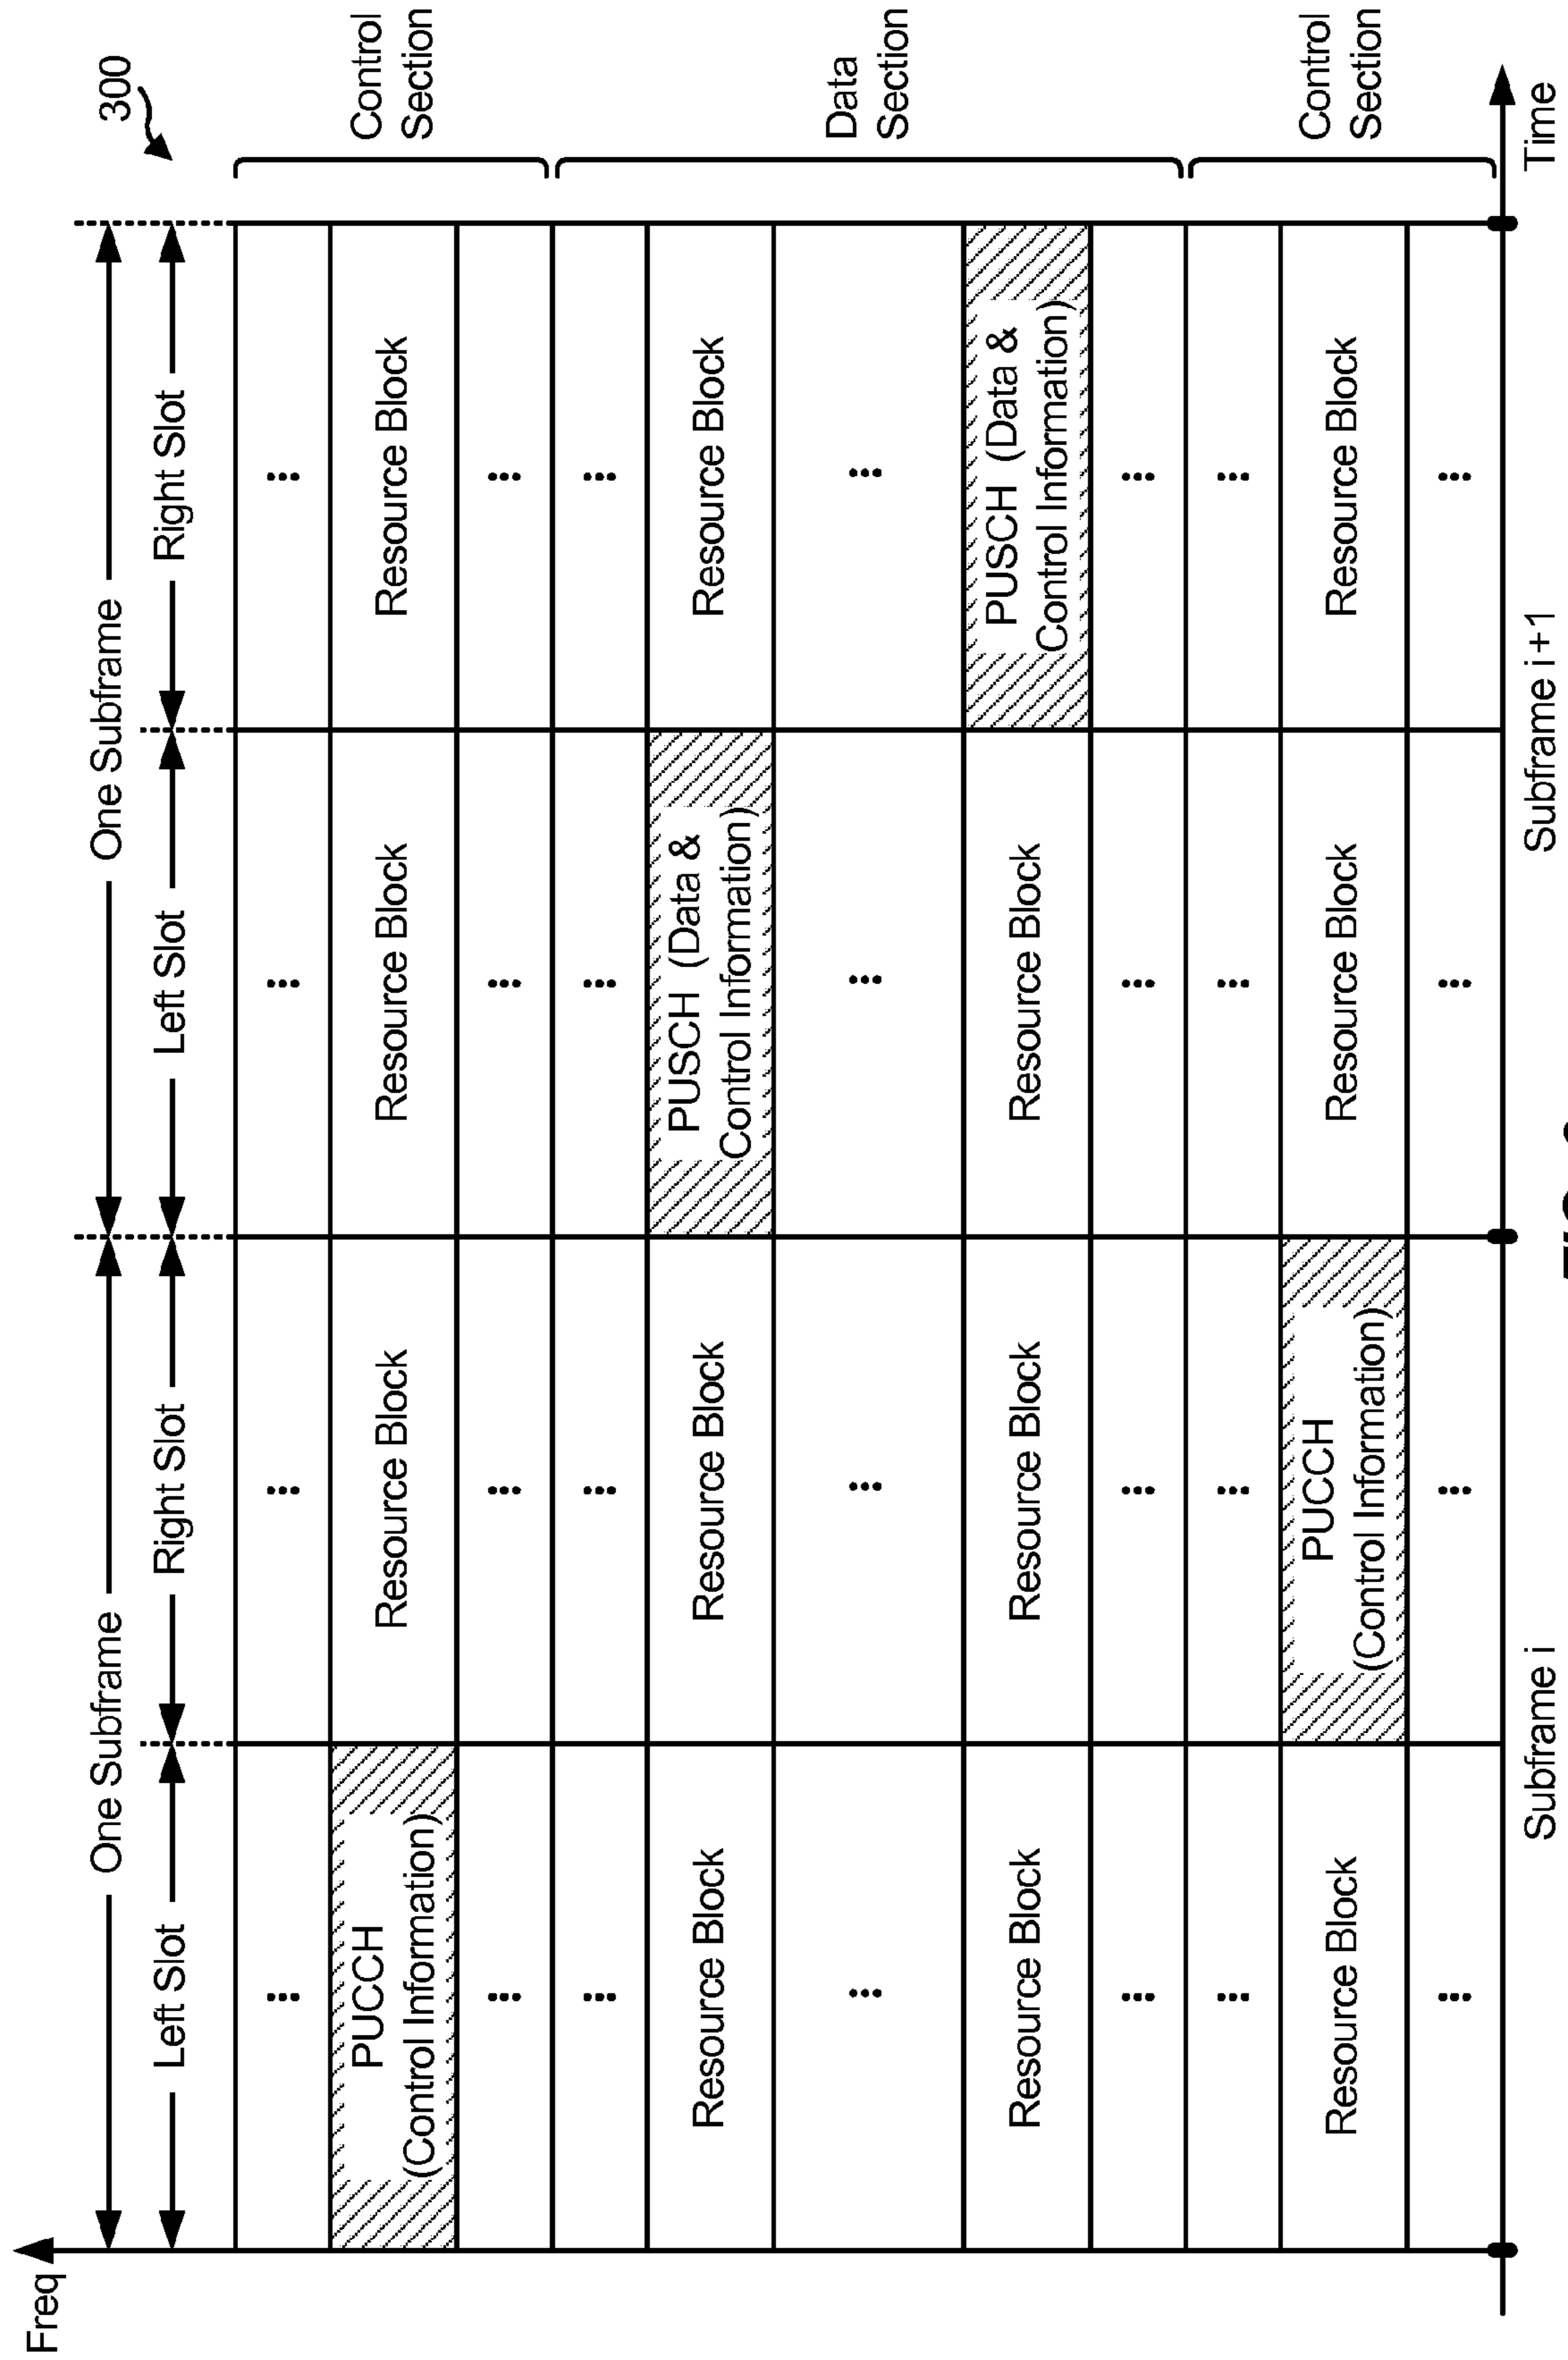 300
One Subframe
One Subframe
Left Slot
Right Slot
Left Slot
Right Slot
Freq
...
...
...
...
PUCCH
(Control Information)
Resource Block
Resource Block
Resource Block
Control
Section
...
...
...
...
...
...
...
...
Resource Block
Resource Block
PUSCH (Data &
Control Information)
Resource Block
...
...
...
...
Data
Section
Resource Block
Resource Block
Resource Block
PUSCH (Data &
Control Information)
...
...
...
...
...
...
...
...
Resource Block
PUCCH
(Control Information)
Resource Block
Resource Block
Control
Section
...
...
...
...
Subframe i
Subframe i+1
Time